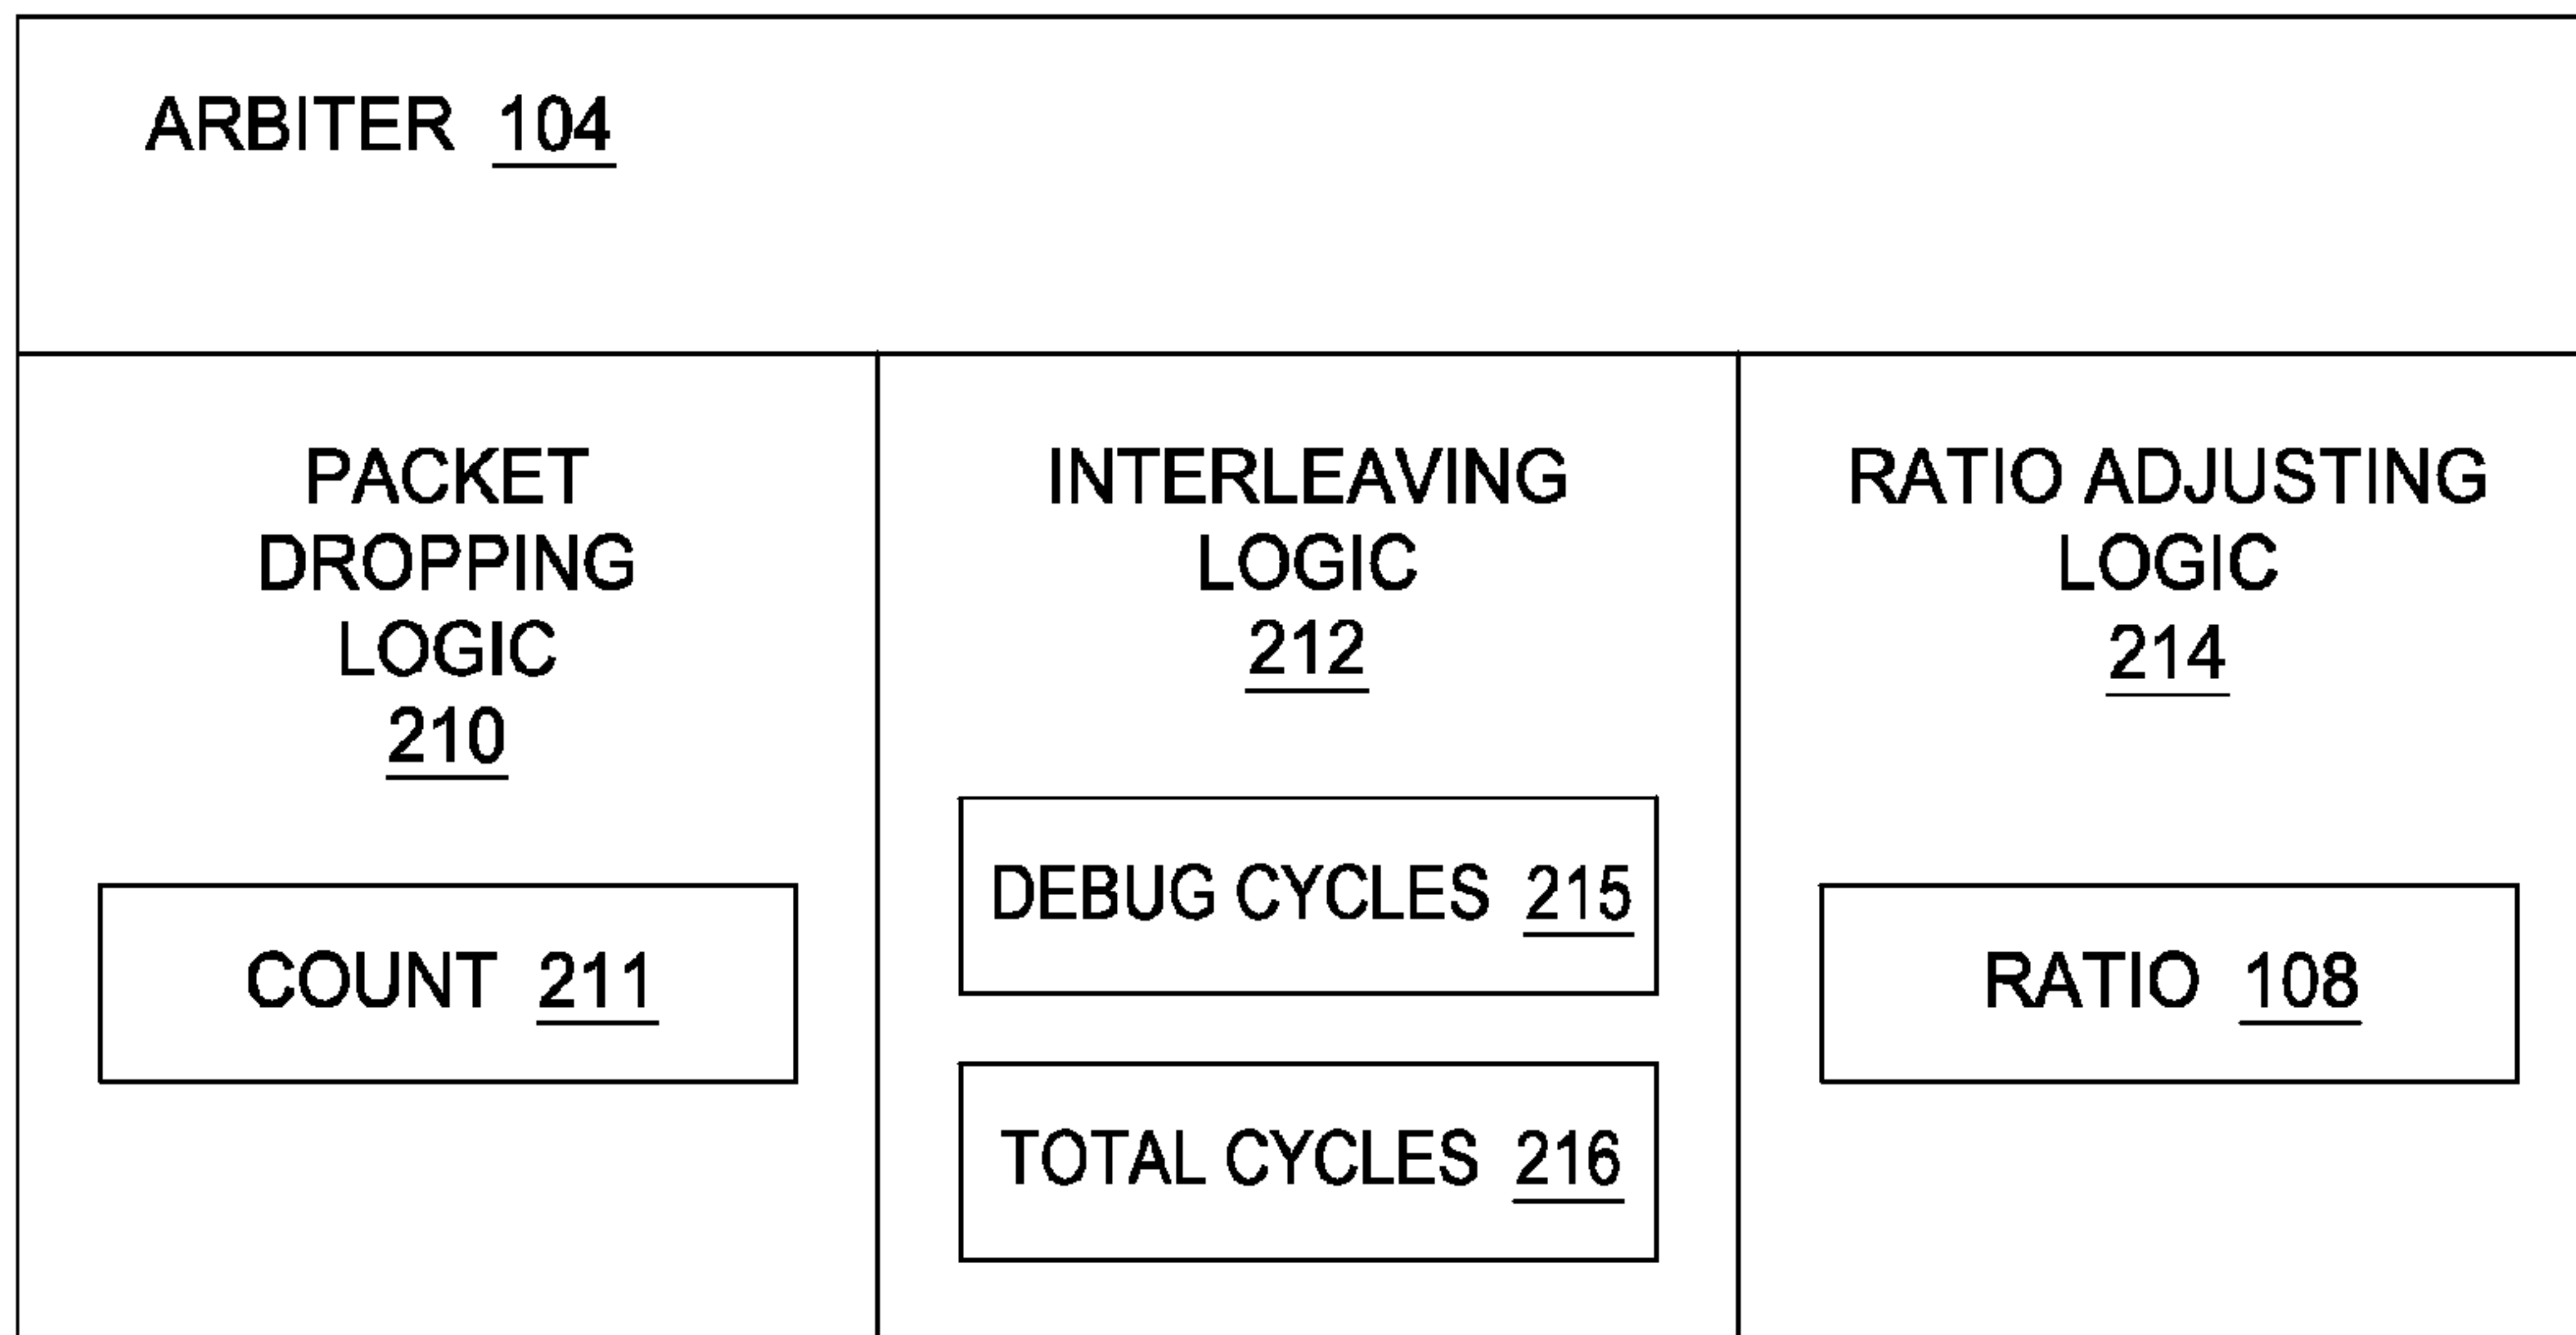 ARBITER 104
PACKET
DROPPING
LOGIC
210
COUNT 211
INTERLEAVING
LOGIC
212
DEBUG CYCLES 215
TOTAL CYCLES 216
RATIO ADJUSTING
LOGIC
214
RATIO 108